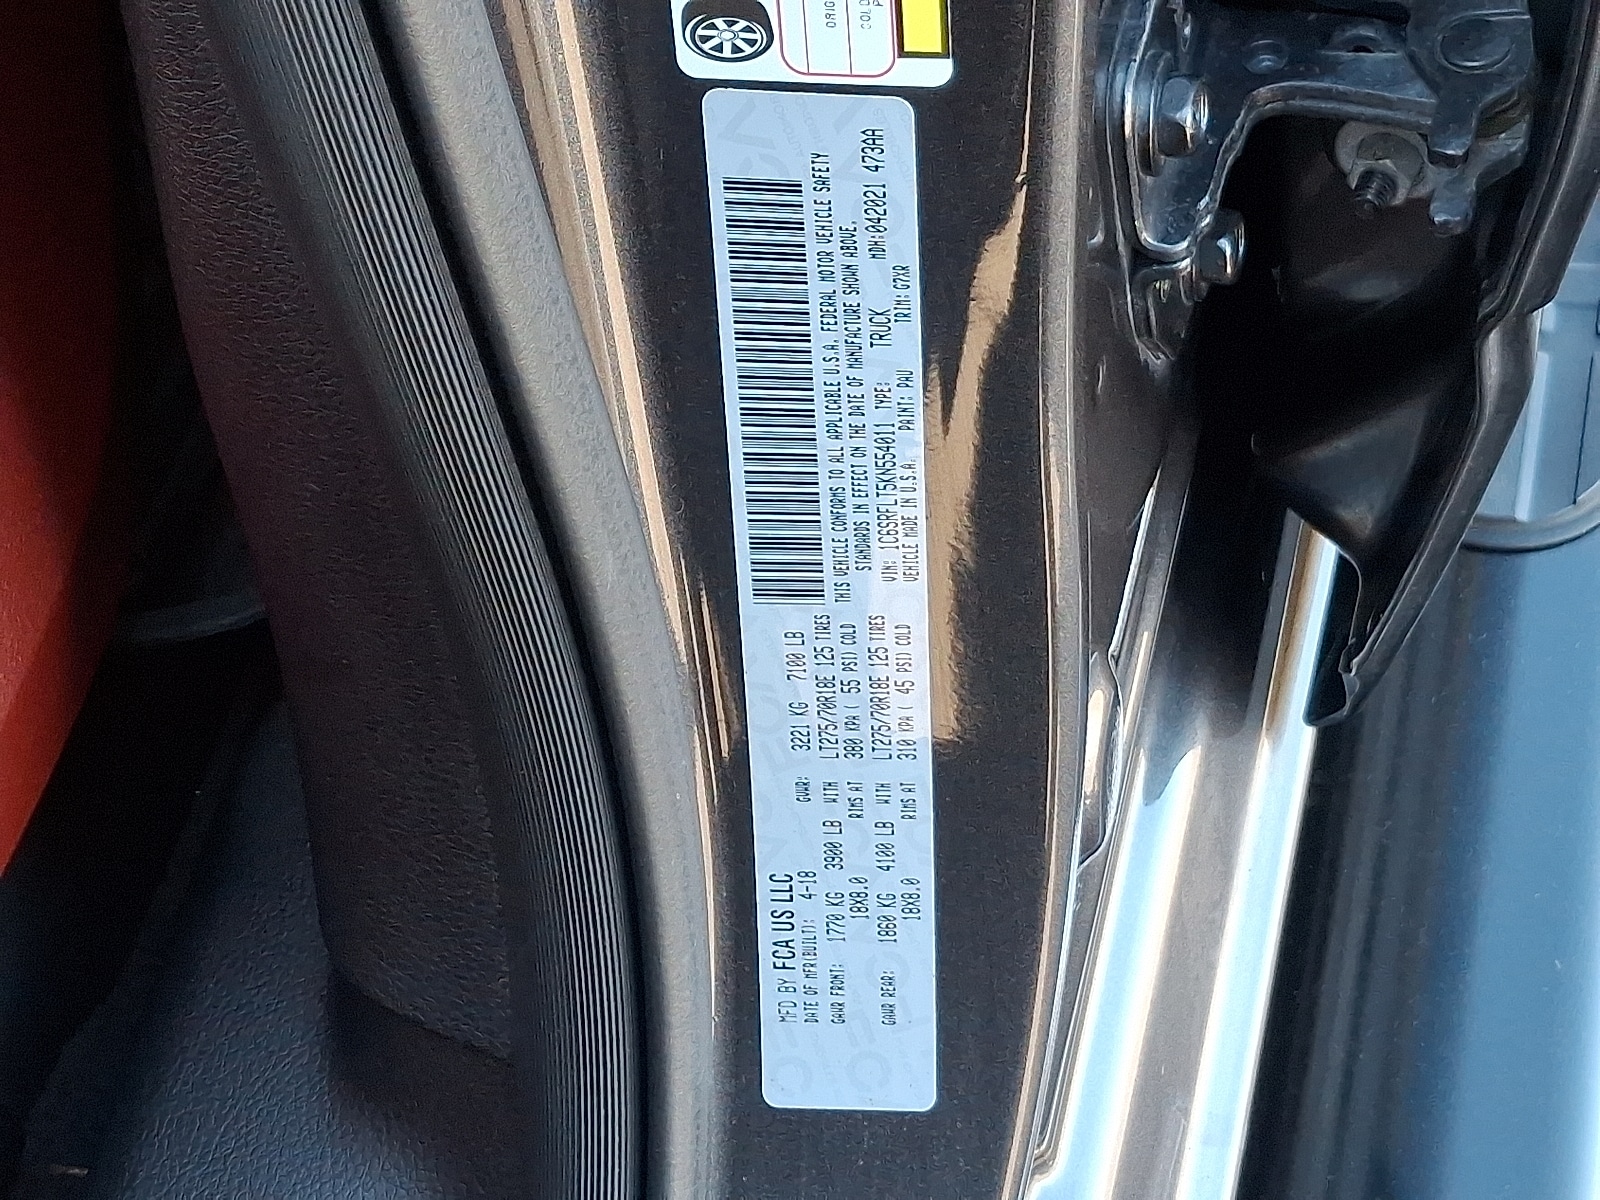 ORIG
COLD
MFD BY FCA US LLC
DATE OF MFR(BUILT): 4-18 GVWR: 3221 KG 7100 LB
GAWR FRONT: 1770 KG 3900 LB WITH LT275/70R18E 125 TIRES
18X8.0 RIMS AT 380 KPA( 55 PSI) COLD
GAWR REAR: 1860 KG 4100 LB WITH LT275/70R18E 125 TIRES
18X8.0 RIMS AT 310 KPA( 45 PSI) COLD
THIS VEHICLE CONFORMS TO ALL APPLICABLE U.S.A. FEDERAL MOTOR VEHICLE SAFETY
STANDARDS IN EFFECT ON THE DATE OF MANUFACTURE SHOWN ABOVE.
VIN: 1C6SRFLT5KN554011 TYPE: TRUCK MDH:042021 473AA
VEHICLE MADE IN U.S.A. PAINT: PAU TRIM: G7XR